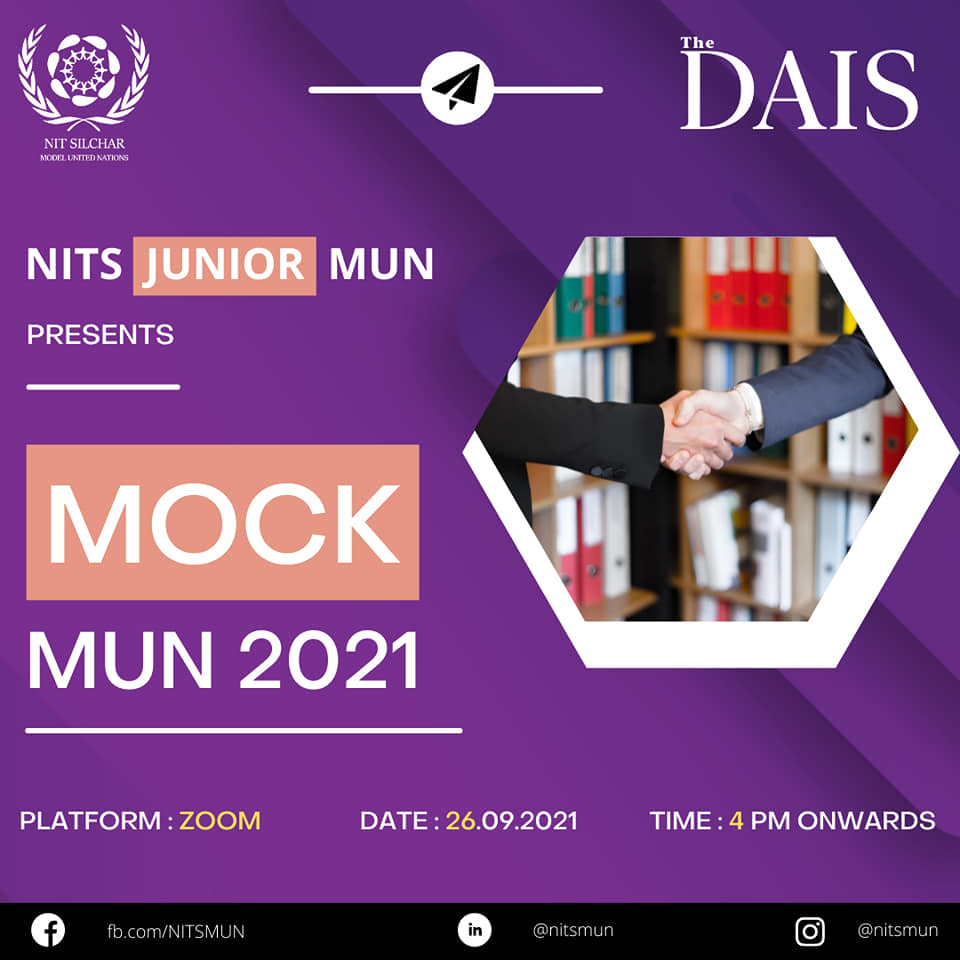 NIT SILCHAR
MODEL UNITED NATIONS
The
DAIS
NITS JUNIOR MUN
PRESENTS
MOCK
MUN 2021
PLATFORM : ZOOM
DATE : 26.09.2021
TIME : 4 PM ONWARDS
fb.com/NITSMUN
in
@nitsmun
@nitsmun